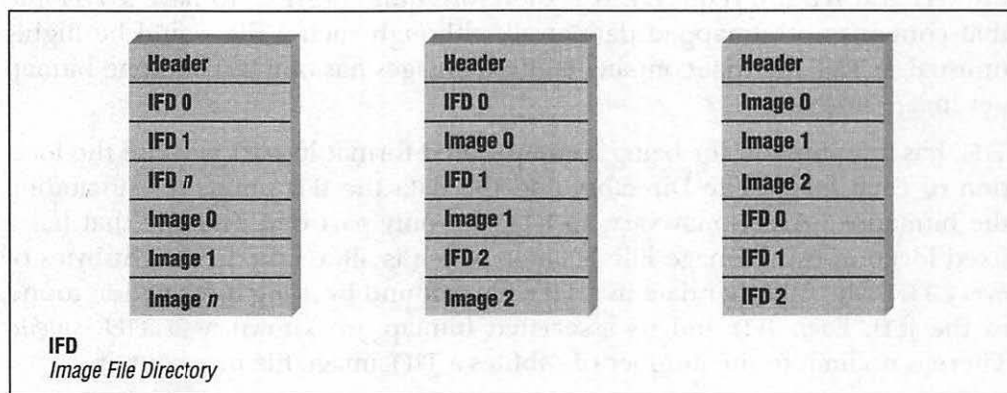 Header
IFD 0
IFD 1
IFD n
Image 0
Image 1
Image n
Header
IFD 0
Image 0
IFD 1
Image 1
IFD 2
Image 2
Header
Image 0
Image 1
Image 2
IFD 0
IFD 1
IFD 2
IFD
Image File Directory